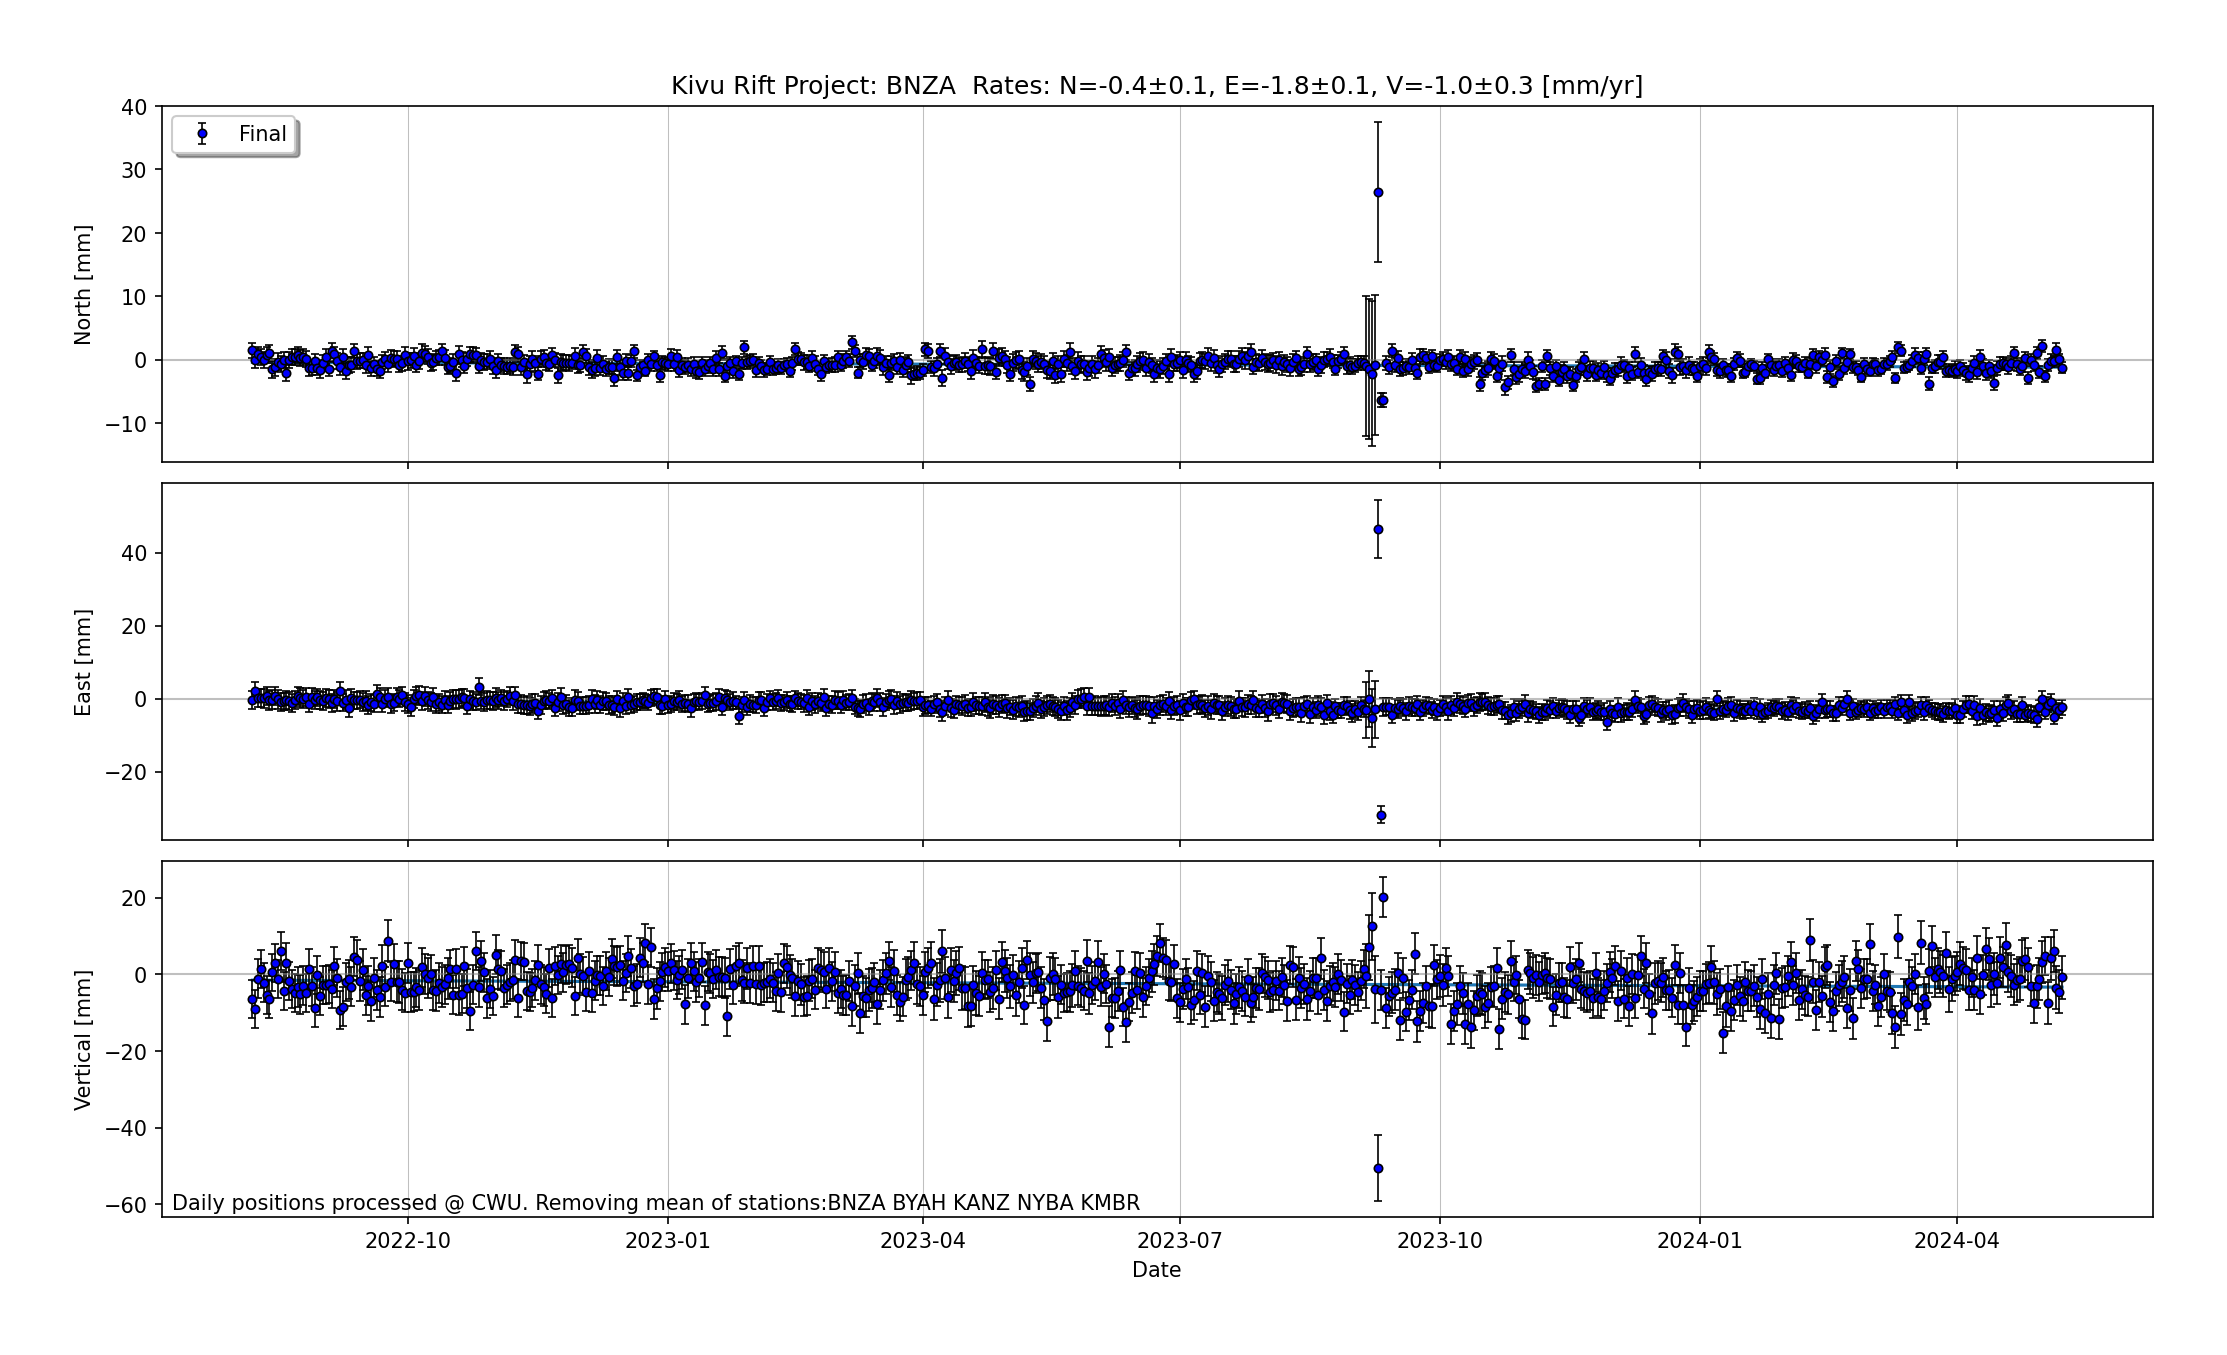 Kivu Rift Project: BNZA  Rates: N=-0.4±0.1, E=-1.8±0.1, V=-1.0±0.3 [mm/yr]
Final
North [mm]
40
30
20
10
0
−10
East [mm]
40
20
0
−20
Vertical [mm]
20
0
−20
−40
−60
Daily positions processed @ CWU. Removing mean of stations:BNZA BYAH KANZ NYBA KMBR
2022-10 2023-01 2023-04 2023-07 2023-10 2024-01 2024-04
Date